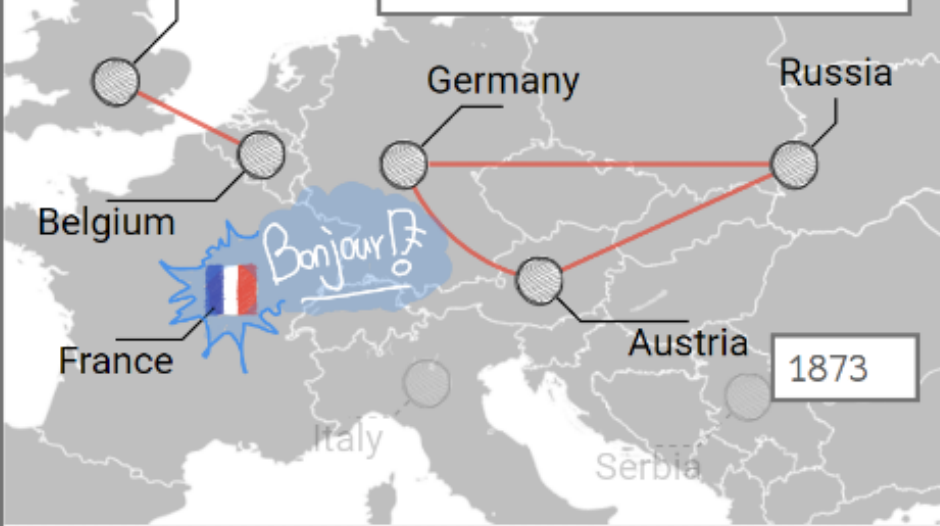 Germany
Russia
Belgium
Bonjour!?
France
Austria
1873
Italy
Serbia